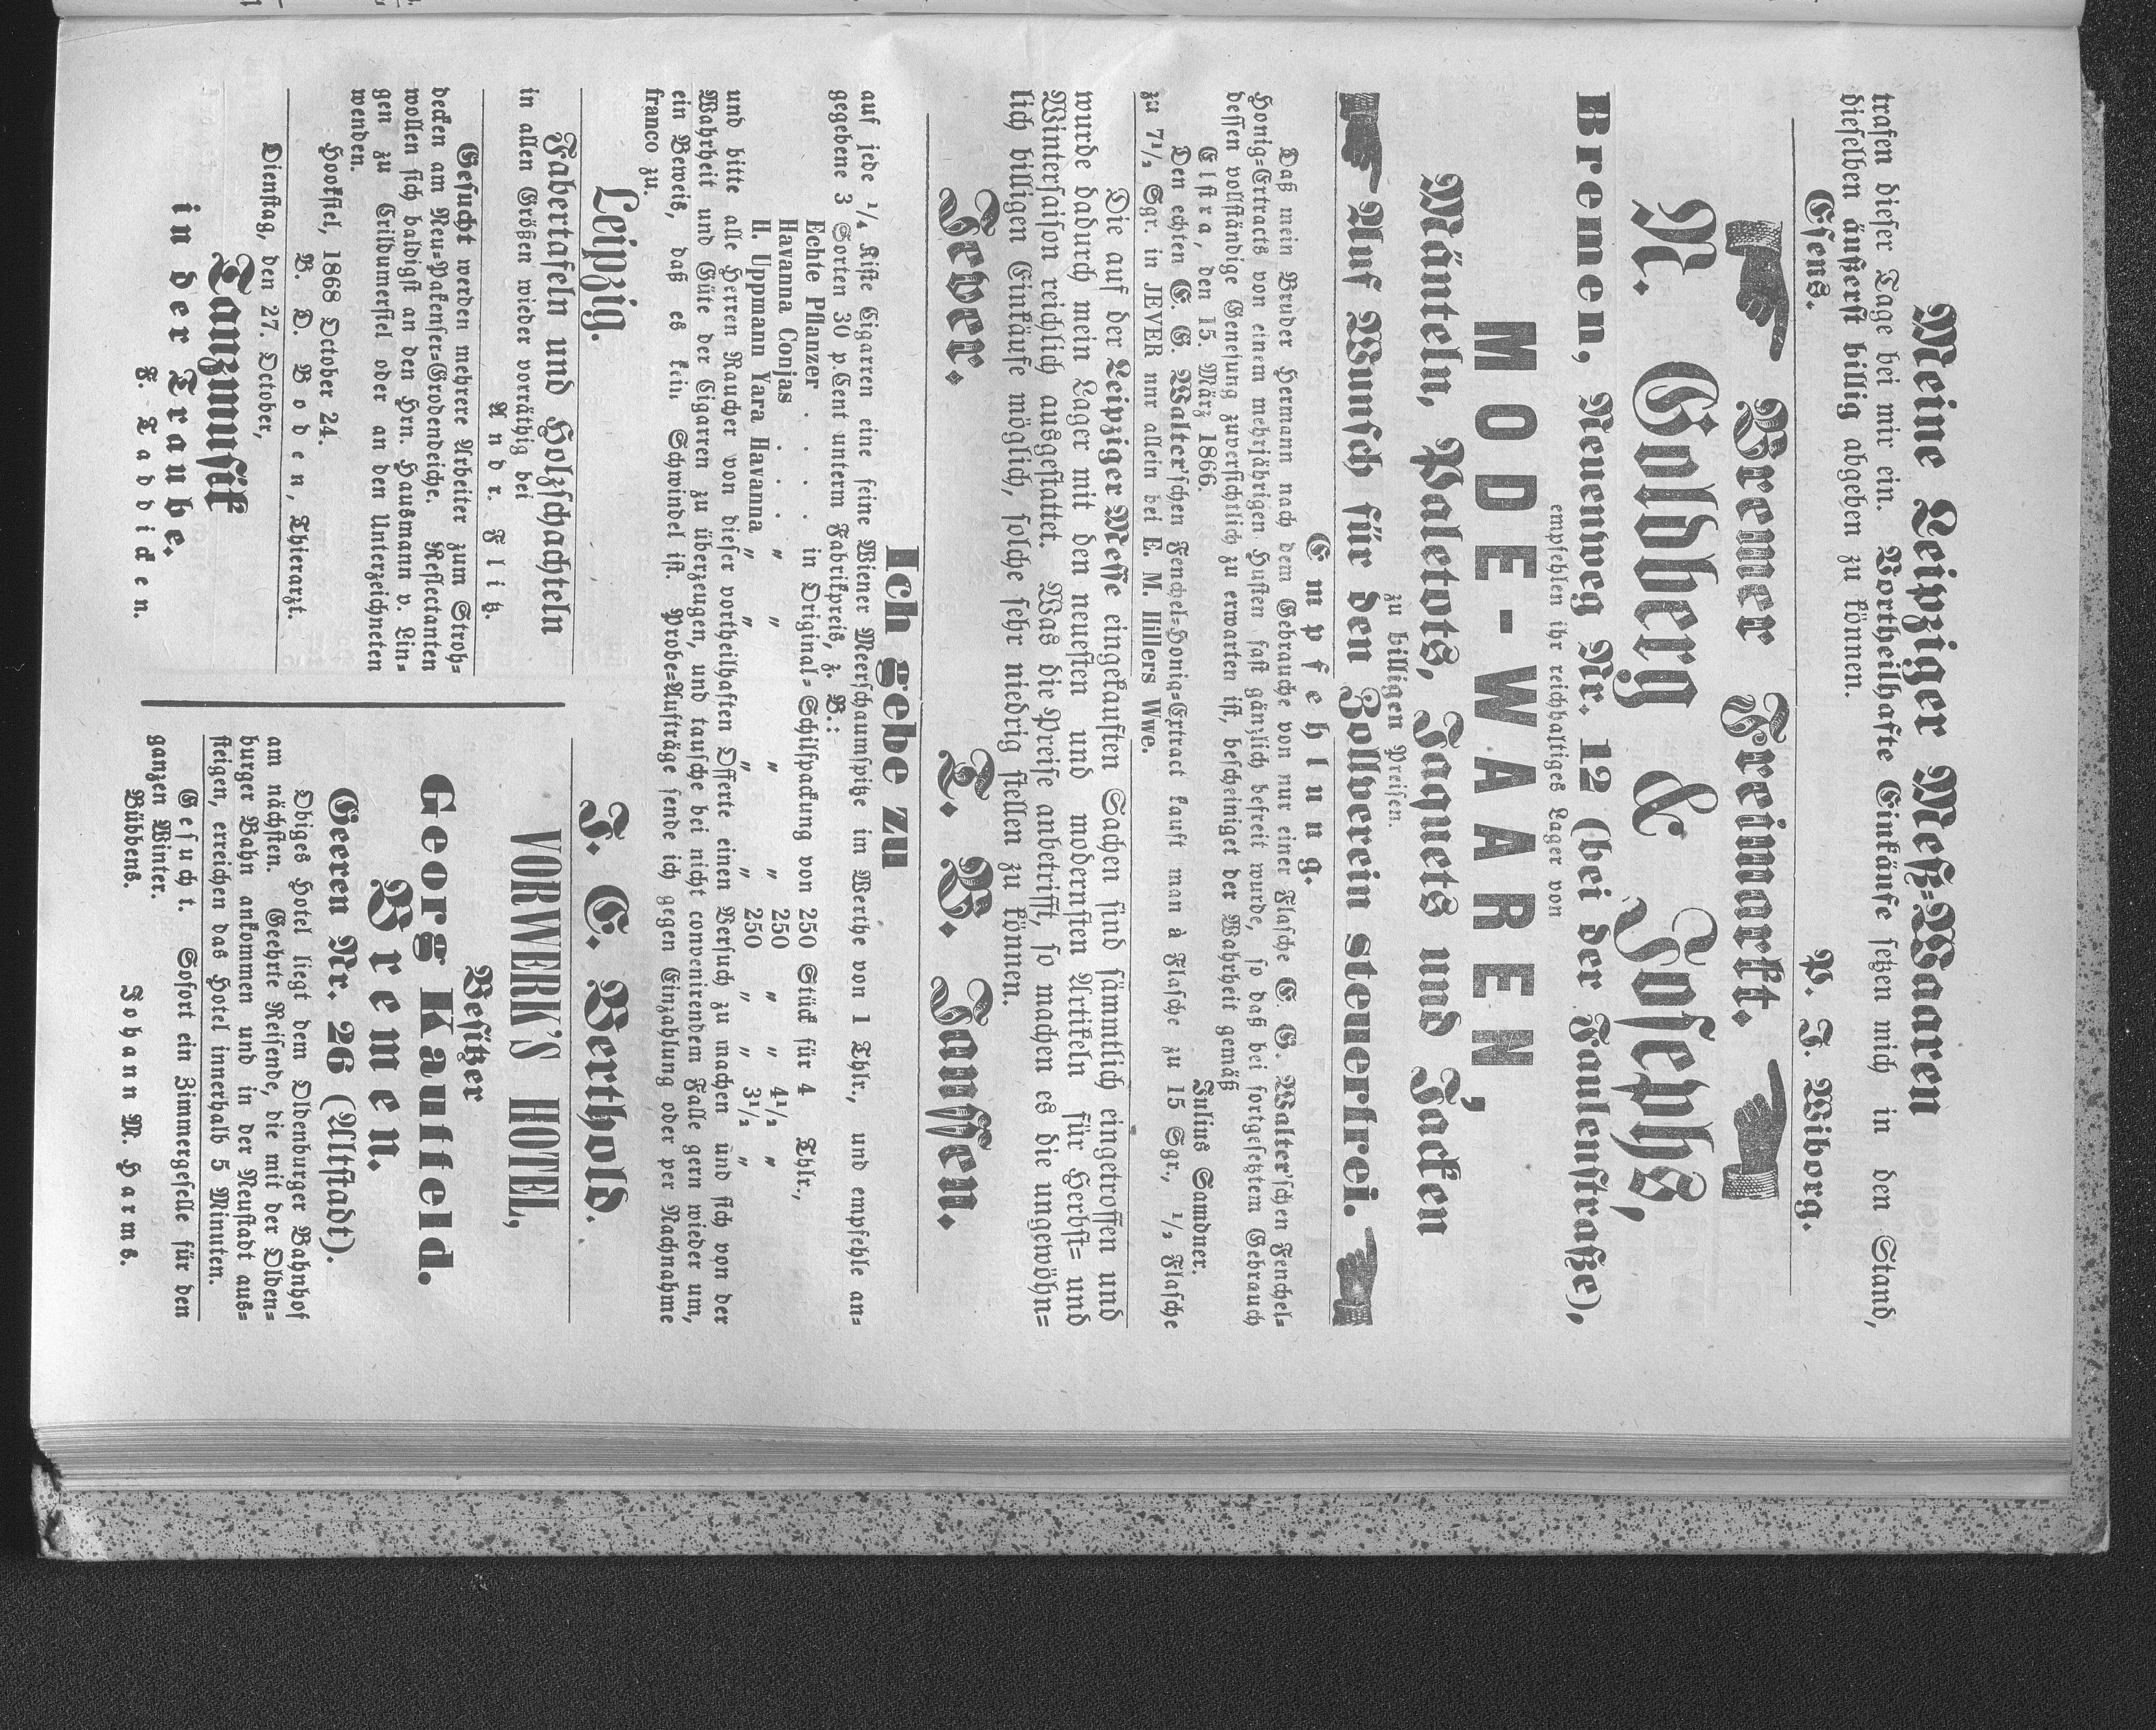 Meine Leipziger Meß-Waaren
trafen dieser Tage bei mir ein. Vortheilhafte Einkäufe setzen mich in den Stand,
dieselben äußerst billig abgeben zu können.
Esens. P. J. Wiborg.
Bremer Freimarkt.
R. Goldberg & Josephs,
Bremen, Neuenweg Nr. 12 (bei der Faulenstraße),
empfehlen ihr reichhaltiges Lager von
MODE-WAAREN,
Mänteln, Paletots, Jaquets und Jacken
zu billigen Preisen.
Auf Wunsch für den Zollverein steuerfrei.
Empfehlung.
Daß mein Bruder Hermann nach dem Gebrauche von nur einer Flasche E. G. Walter'schen Fenchel-
Honig-Extracts von einem mehrjährigen Husten fast gänzlich befreit wurde, so daß bei fortgesetztem Gebrauch
dessen vollständige Genesung zuversichtlich zu erwarten ist, bescheiniget der Wahrheit gemäß
Elstra, den 15. März 1866. Julius Samdner.
Den echten E. G. Walter'schen Fenchel-Honig-Extract kauft man à Flasche zu 15 Sgr., 1/2 Flasche
zu 7 1/2 Sgr. in JEVER nur allein bei E. M. Hillers Wwe.
Die auf der Leipziger Messe eingekauften Sachen sind sämmtlich eingetroffen und
wurde dadurch mein Lager mit den neuesten und modernsten Artikeln für Herbst- und
Wintersaison reichlich ausgestattet. Was die Preise anbetrifft, so machen es die ungewöhn-
lich billigen Einkäufe möglich, solche sehr niedrig stellen zu können.
Jever. F. B. Janssen.
Ich gebe zu
auf jede 1/4 Kiste Cigarren eine feine Wiener Meerschaumspitze im Werthe von 1 Thlr., und empfehle an-
gegebene 3 Sorten 30 p.Cent unterm Fabrikpreis, z. B.:
Echte Pflanzer . . . . in Original-Schilfpackung von 250 Stück für 4 Thlr.,
Havanna Conjas . . . " " " " 250 " " 4 1/2 "
H. Uppmann Yara Havanna " " " " 250 " " 3 1/2 "
und bitte alle Herren Raucher von dieser vortheilhaften Offerte einen Versuch zu machen und sich von der
Wahrheit und Güte der Cigarren zu überzeugen, und tausche bei nicht convenirendem Falle gern wieder um,
ein Beweis, daß es kein Schwindel ist. Probe-Aufträge sende ich gegen Einzahlung oder per Nachnahme
franco zu.
Leipzig. F. E. Berthold.
Fabertafeln und Holzschachteln
in allen Größen wieder vorräthig bei
Andr. Flitz.
Gesucht werden mehrere Arbeiter zum Stroh-
decken am Neu-Pakenser-Grodendeiche. Reflectanten
wollen sich baldigst an den Hrn. Hausmann v. Lin-
gen zu Crildumersiel oder an den Unterzeichneten
wenden.
Hooksiel, 1868 October 24.
B. D. Boden, Thierarzt.
Dienstag, den 27. October,
Tanzmusik
in der Traube.
F. Taddicken.
VORWERK'S HOTEL,
Besitzer
Georg Kauffeld.
Bremen.
Geeren Nr. 26 (Altstadt).
Obiges Hotel liegt dem Oldenburger Bahnhof
am nächsten. Geehrte Reisende, die mit der Olden-
burger Bahn ankommen und in der Neustadt aus-
steigen, erreichen das Hotel innerhalb 5 Minuten.
Gesucht. Sofort ein Zimmergeselle für den
ganzen Winter.
Bübbens. Johann M. Harms.